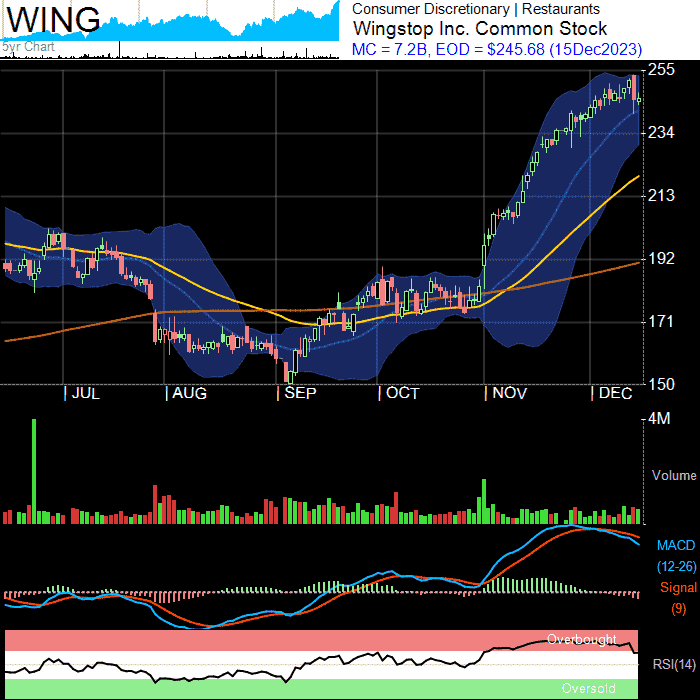 WING
5yr Chart
Consumer Discretionary | Restaurants
Wingstop Inc. Common Stock
MC = 7.2B, EOD = $245.68 (15Dec2023)
255
234
213
192
171
150
| JUL | AUG | SEP | OCT | NOV | DEC
4M
Volume
MACD
(12-26)
Signal
(9)
Overbought
RSI(14)
Oversold